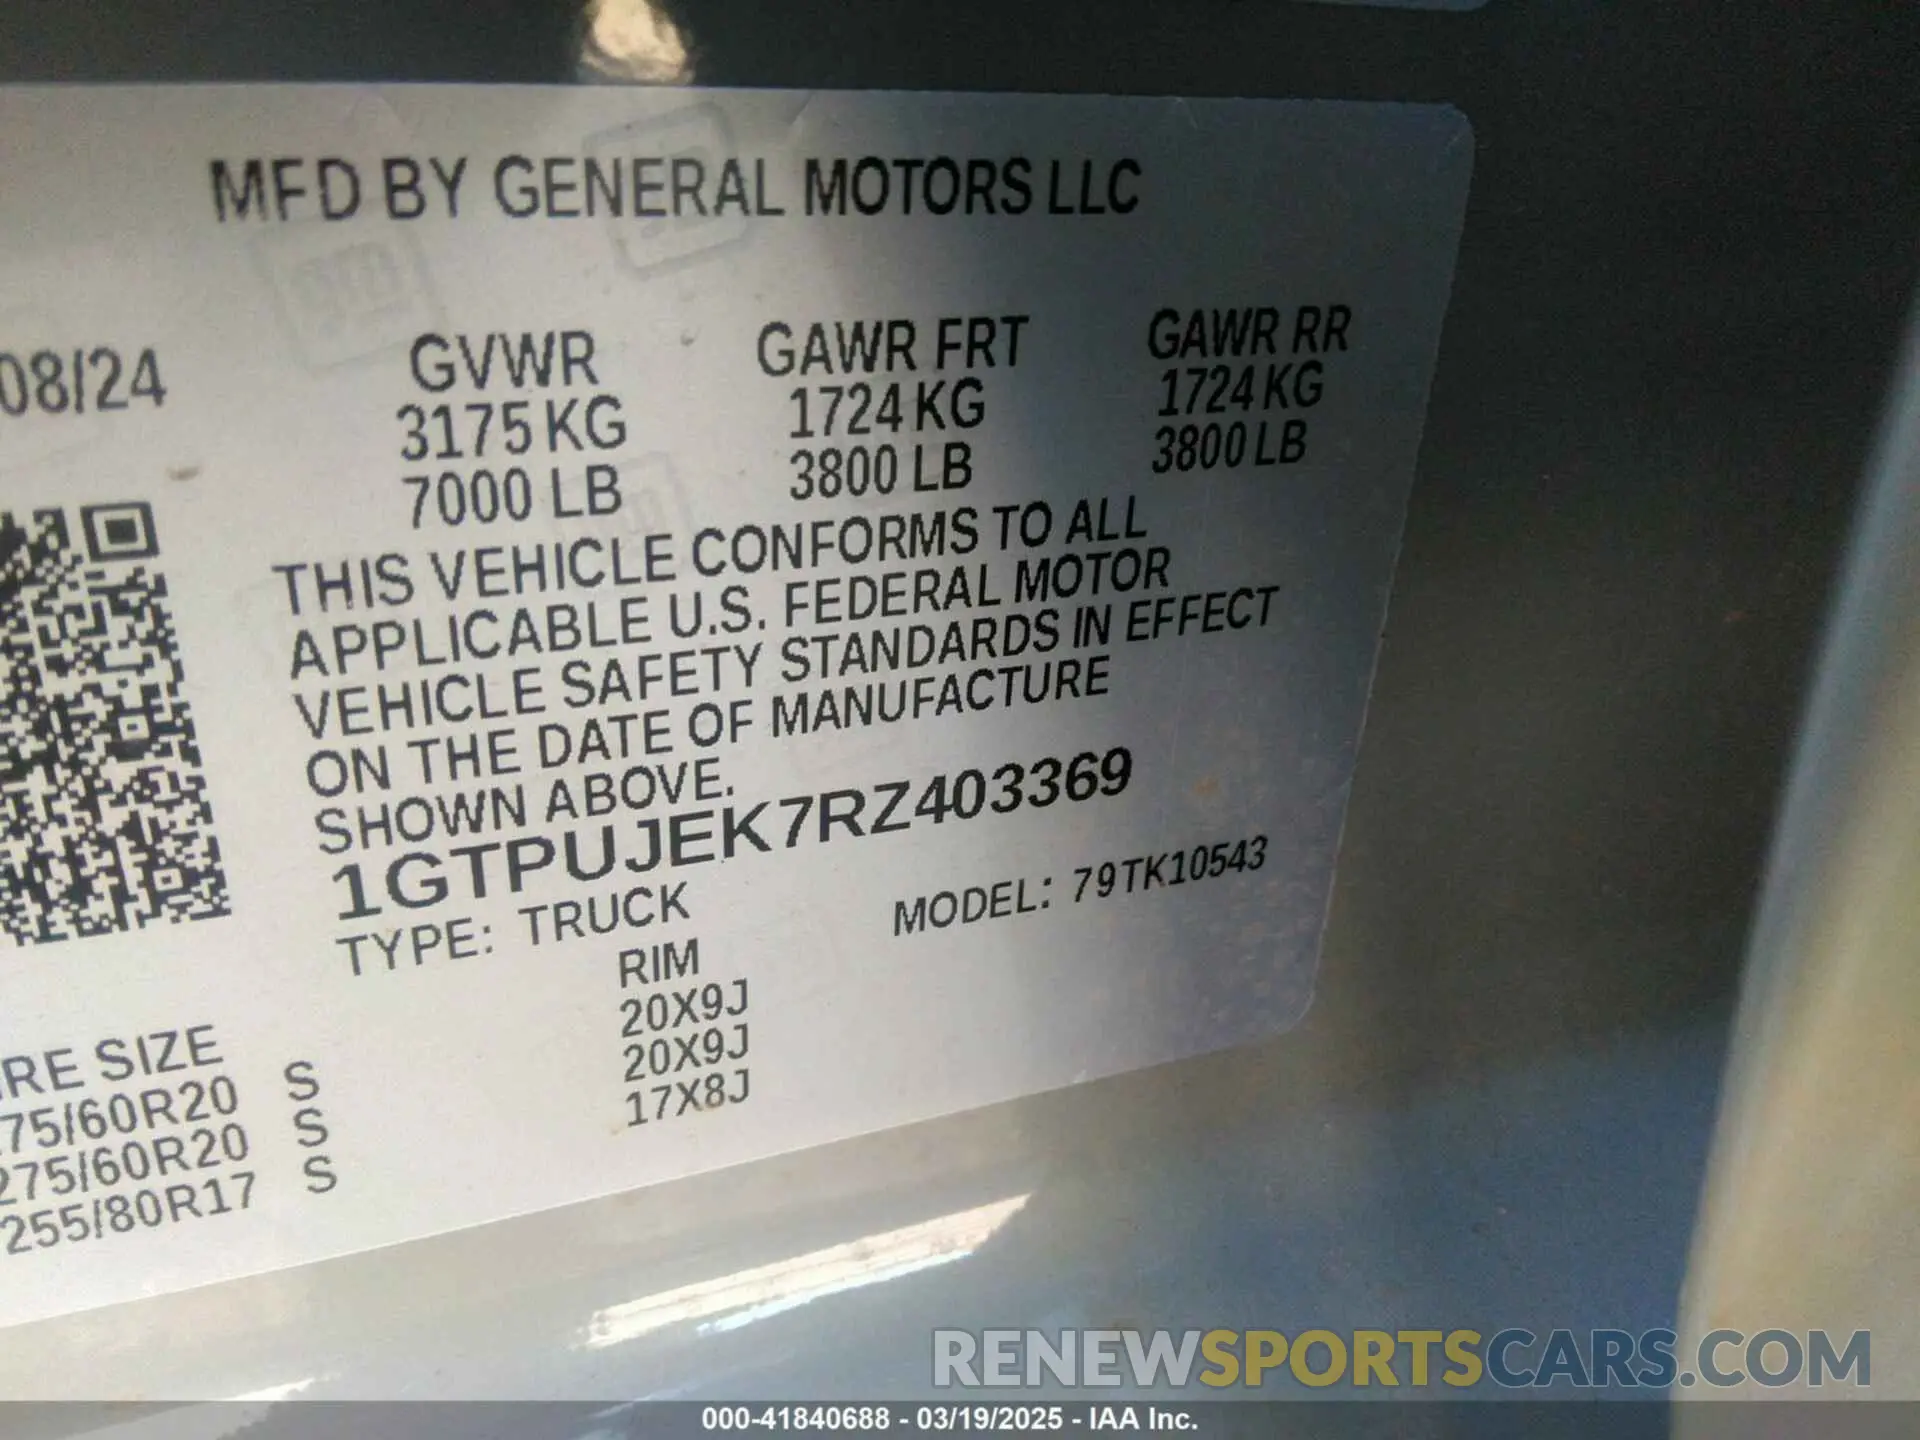 MFD BY GENERAL MOTORS LLC
08/24 GVWR GAWR FRT GAWR RR
3175 KG 1724 KG 1724 KG
7000 LB 3800 LB 3800 LB
THIS VEHICLE CONFORMS TO ALL
APPLICABLE U.S. FEDERAL MOTOR
VEHICLE SAFETY STANDARDS IN EFFECT
ON THE DATE OF MANUFACTURE
SHOWN ABOVE.
1GTPUJEK7RZ403369
TYPE: TRUCK MODEL: 79TK10543
IRE SIZE RIM
275/60R20 S 20X9J
275/60R20 S 20X9J
255/80R17 S 17X8J
RENEWSPORTSCARS.COM
000-41840688 - 03/19/2025 - IAA Inc.